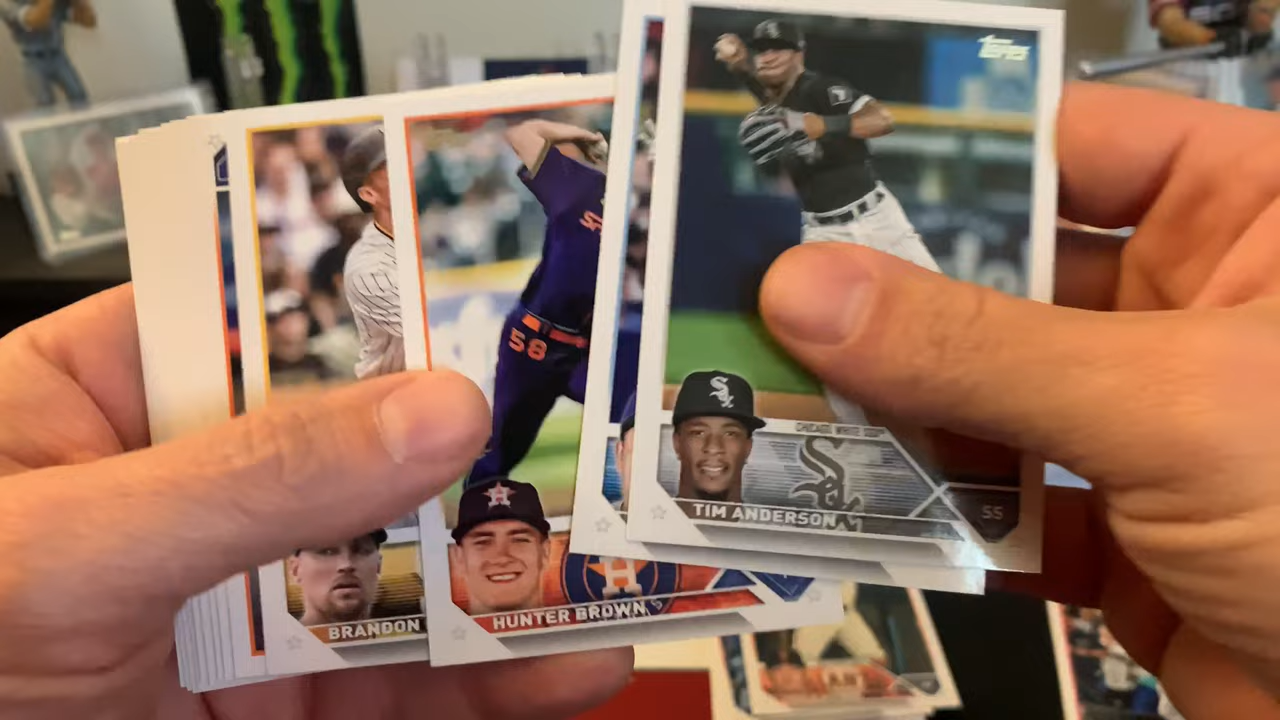 Topps
58
CHICAGO WHITE SOX
TIM ANDERSON
SS
HUNTER BROWN
BRANDON